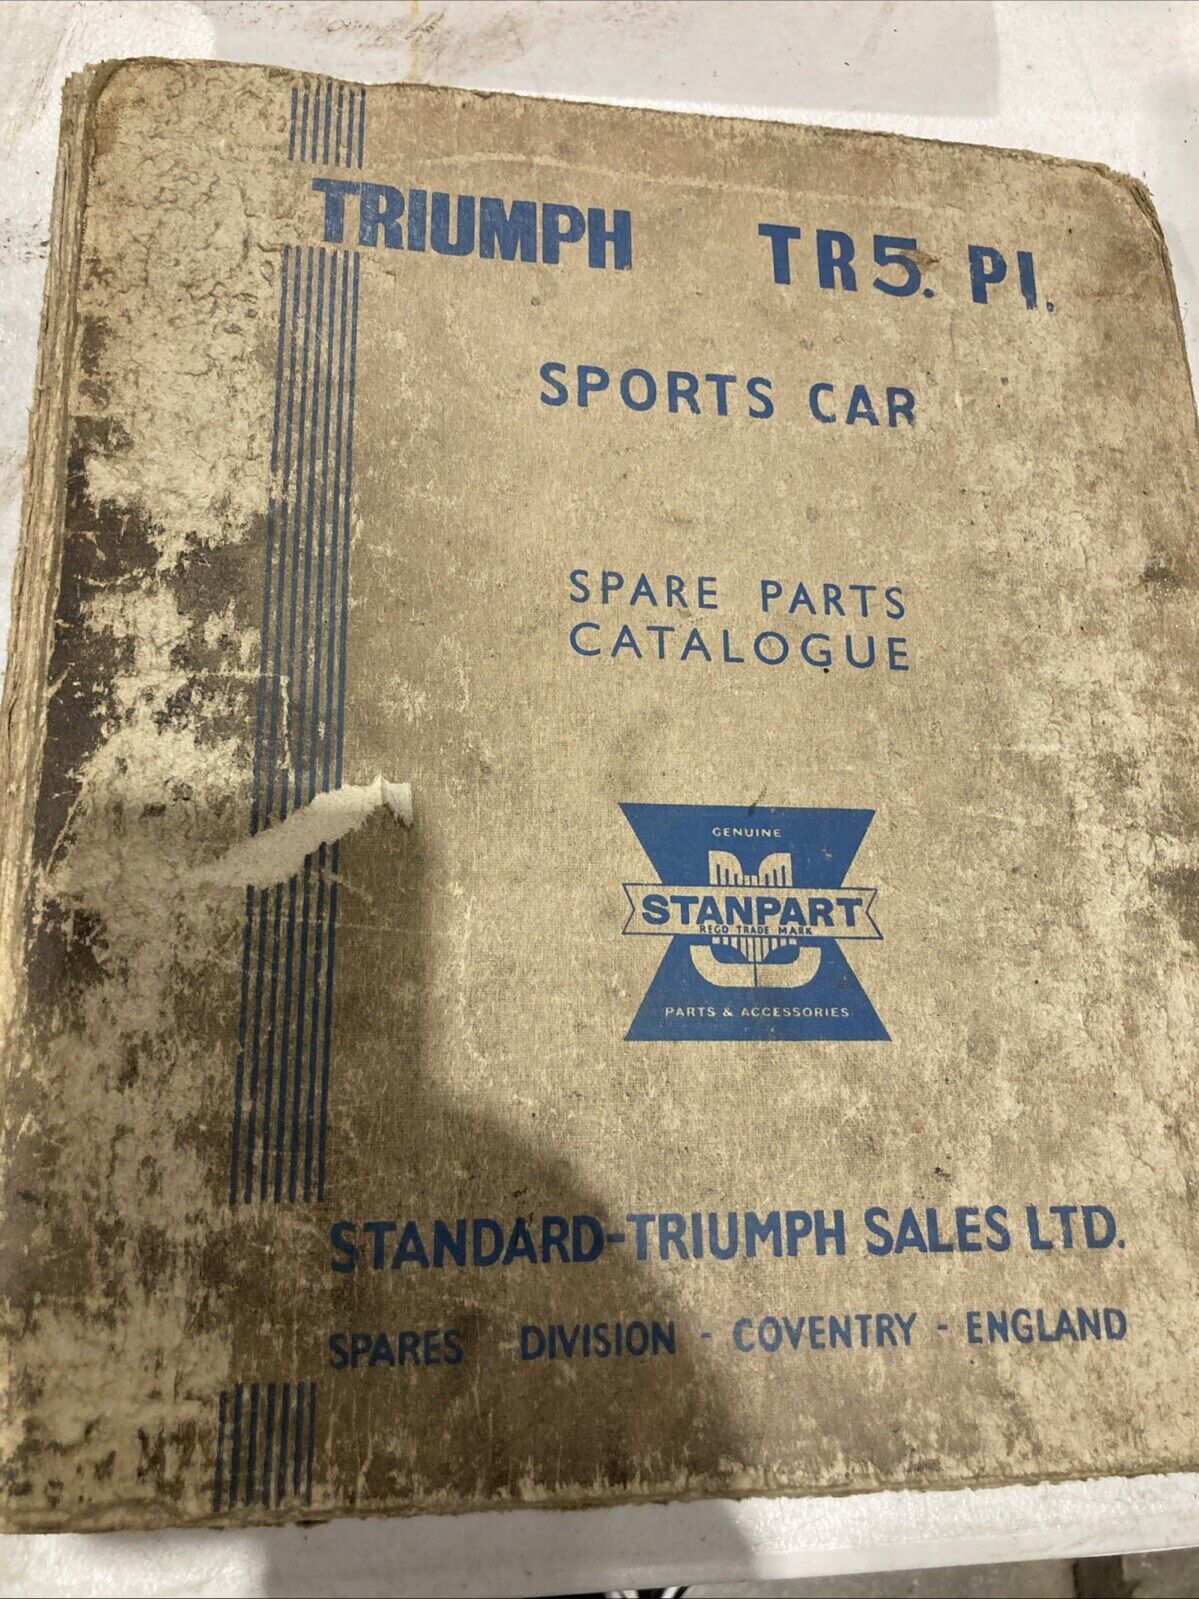 TRIUMPH TR5. PI.
SPORTS CAR
SPARE PARTS
CATALOGUE
GENUINE
STANPART
REGD TRADE MARK
PARTS & ACCESSORIES
STANDARD-TRIUMPH SALES LTD.
SPARES DIVISION - COVENTRY - ENGLAND